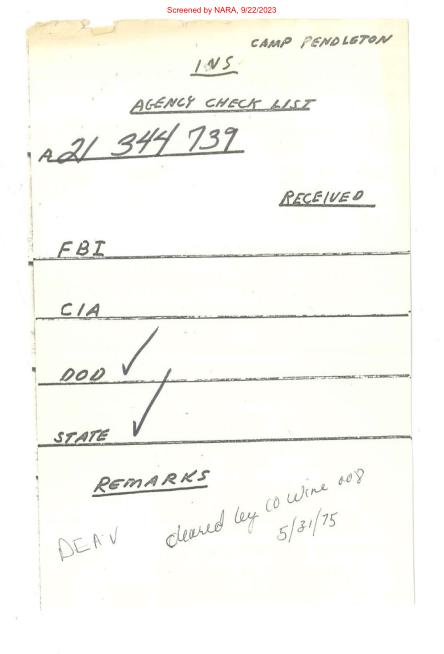 Screened by NARA, 9/22/2023
CAMP PENDLETON
INS
AGENCY CHECK LIST
A21 344 739
RECEIVED
FBI
CIA
DOD ✓
STATE ✓
REMARKS
DEA ✓ cleared by CO Wine 008
5/31/75